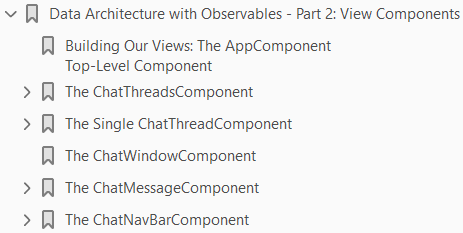 Data Architecture with Observables - Part 2: View Components
Building Our Views: The AppComponent
Top-Level Component
The ChatThreadsComponent
The Single ChatThreadComponent
The ChatWindowComponent
The ChatMessageComponent
The ChatNavBarComponent